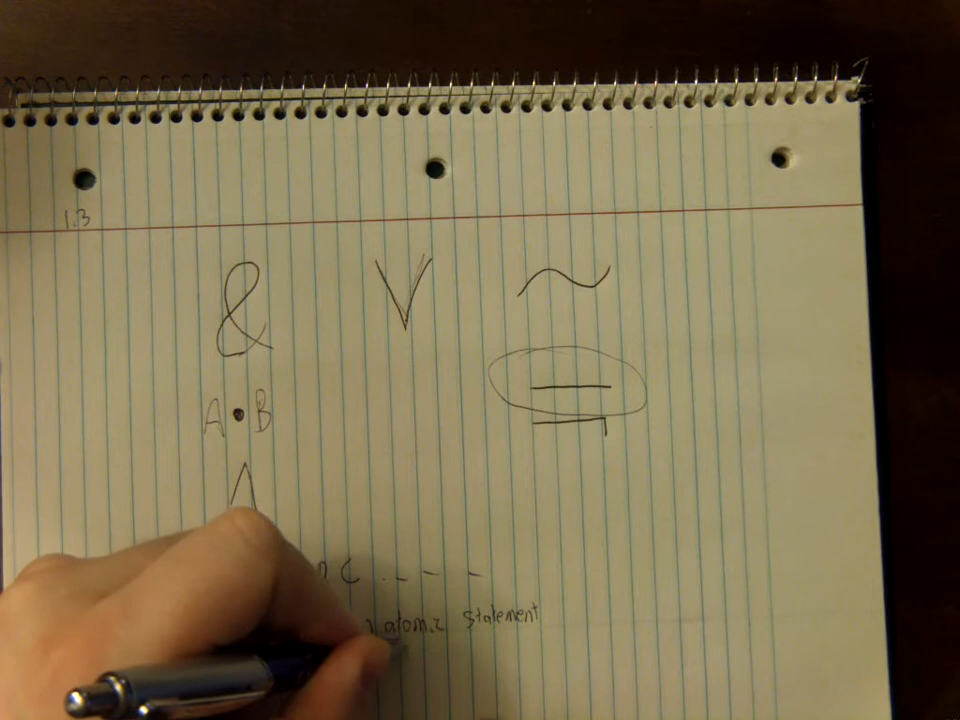 1.3
& ∨ ~
—
A • B ¬
∧
C . - - -
atomic statement